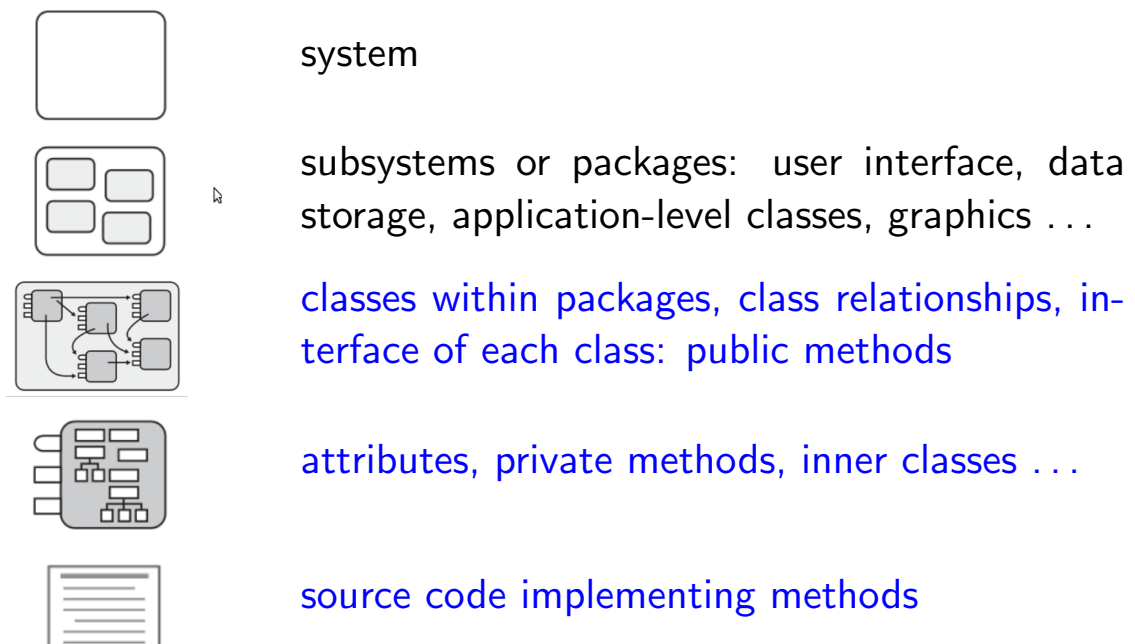 system
subsystems or packages: user interface, data
storage, application-level classes, graphics ...
classes within packages, class relationships, in-
terface of each class: public methods
attributes, private methods, inner classes ...
source code implementing methods